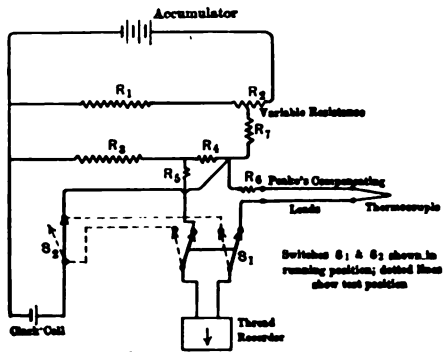 Accumulator
R1
R2
Variable Resistance
R7
R3
R4
R5
R6
Peake's Compensating
Leads
Thermocouple
S2
S1
Switches S1 & S2 shown in
running position; dotted lines
show test position
Clark Cell
Thread
Recorder